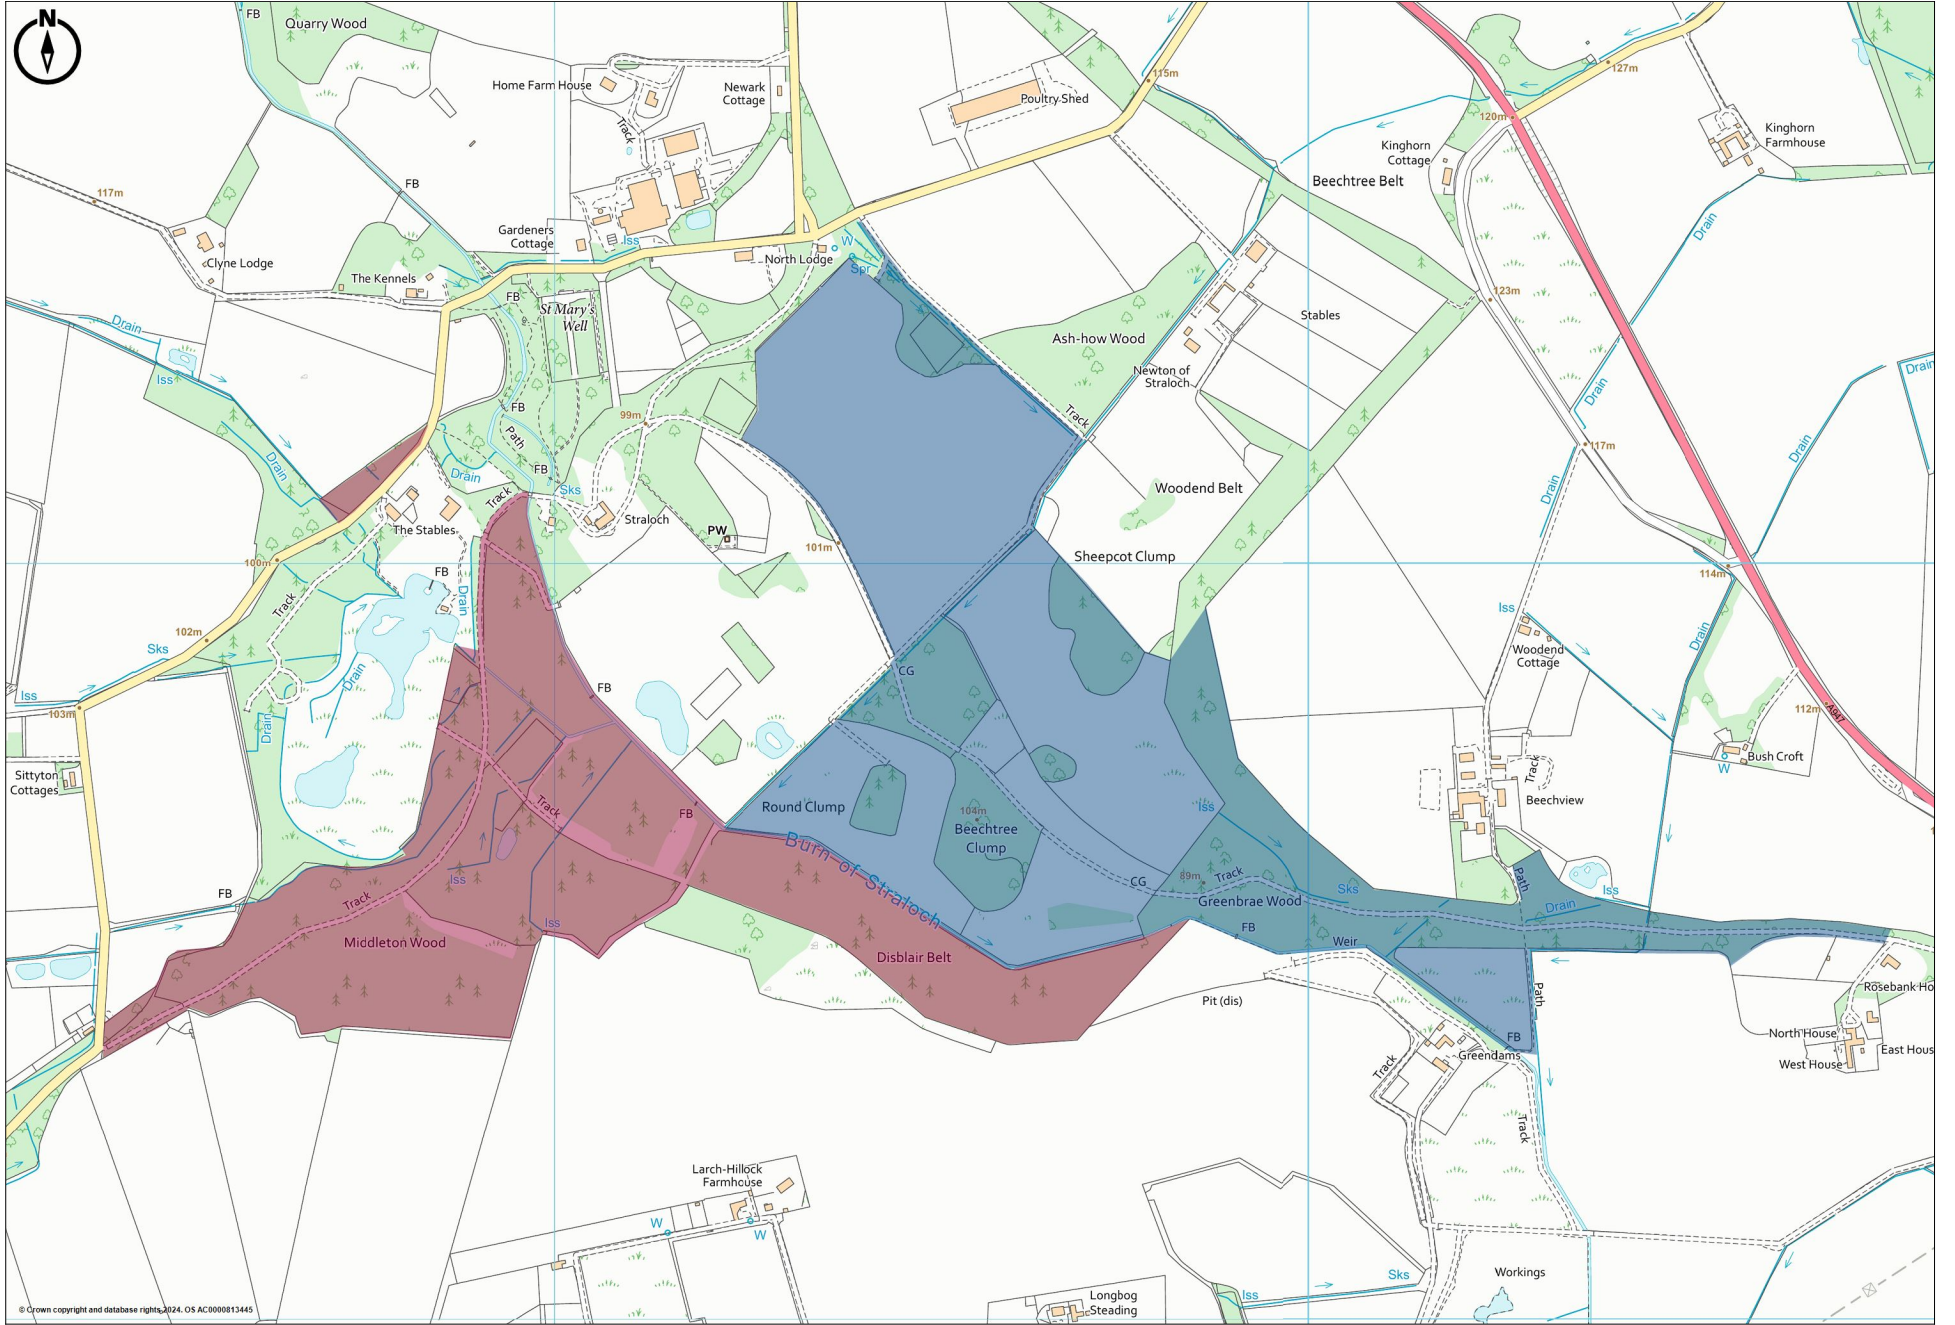 N
FB
Quarry Wood
115m
127m
Home Farm House
Newark
Cottage
Poultry Shed
120m
Kinghorn
Farmhouse
Track
Kinghorn
Cottage
Beechtree Belt
117m
FB
Drain
Gardeners
Cottage
Iss
W
North Lodge
Spr
Clyne Lodge
The Kennels
FB
St Mary's
Well
123m
Stables
Drain
Iss
Ash-how Wood
Newton of
Straloch
Drain
Drain
99m
FB
Track
Path
117m
Drain
Drain
FB
Drain
Sks
Woodend Belt
Drain
Track
The Stables
Straloch
PW
101m
Sheepcot Clump
100m
FB
114m
Track
Drain
Iss
102m
Sks
Drain
Woodend
Cottage
Drain
CG
Iss
103m
FB
Drain
112m
A947
Sittyton
Cottages
Bush Croft
W
Track
Beechview
Track
FB
Round Clump
104m
Beechtree
Clump
Iss
Burn of Straloch
Iss
CG
89m
Track
Path
Sks
Iss
FB
Track
Greenbrae Wood
Drain
Iss
FB
Weir
Middleton Wood
Disblair Belt
Pit (dis)
Path
Rosebank Ho
FB
North House
East Hous
West House
Greendams
Track
Track
Larch-Hillock
Farmhouse
W
W
Sks
Workings
Iss
Longbog
Steading
© Crown copyright and database rights 2024. OS AC0000813445